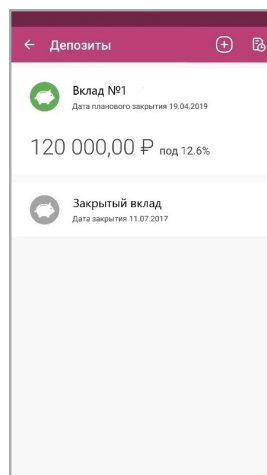 Депозиты
Вклад №1
Дата планового закрытия 19.04.2019
120 000,00 ₽ под 12.6%
Закрытый вклад
Дата закрытия 11.07.2017